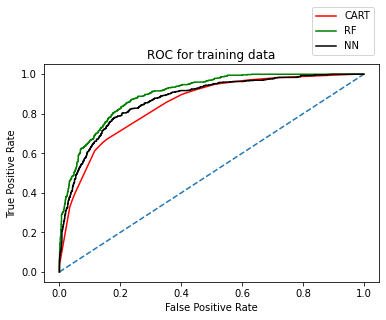 CART
RF
NN
ROC for training data
True Positive Rate
1.0
0.8
0.6
0.4
0.2
0.0
0.0 0.2 0.4 0.6 0.8 1.0
False Positive Rate